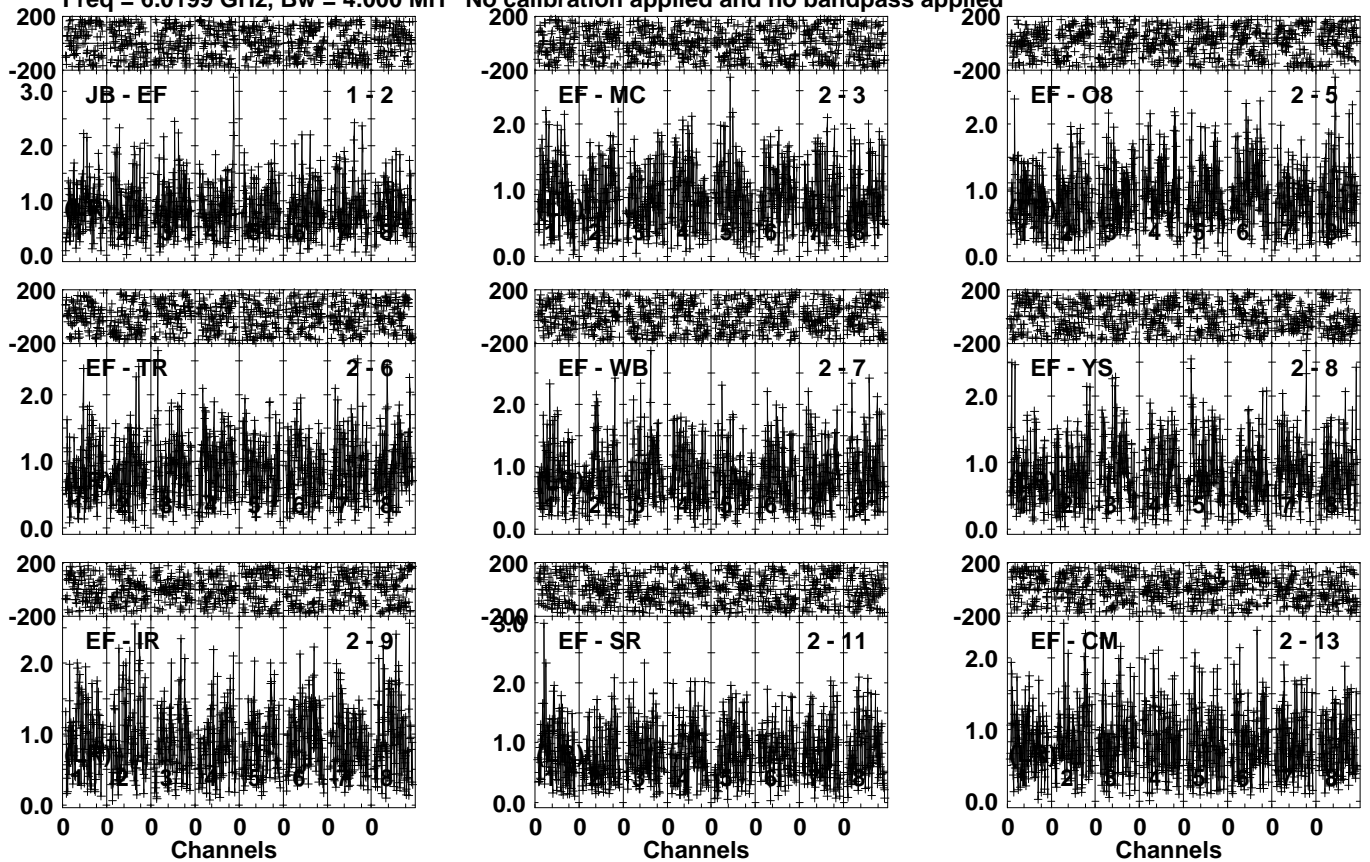 Freq = 6.0199 GHz, Bw = 4.000 MH No calibration applied and no bandpass applied
200 200 200
-200 -200 -200
JB - EF 1 - 2 EF - MC 2 - 3 EF - O8 2 - 5
3.0
2.0 2.0 2.0
1.0 1.0 1.0
0.0 0.0 0.0
200 200 200
-200 -200 -200
EF - TR 2 - 6 EF - WB 2 - 7 EF - YS 2 - 8
2.0 2.0 2.0
1.0 1.0 1.0
0.0 0.0 0.0
200 200 200
-200 -200 -200
3.0
EF - IR 2 - 9 EF - SR 2 - 11 EF - CM 2 - 13
2.0 2.0 2.0
1.0 1.0 1.0
0.0 0.0 0.0
0 0 0 0 0 0 0 0 0 0 0 0 0 0 0 0 0 0 0 0 0 0 0 0
Channels Channels Channels